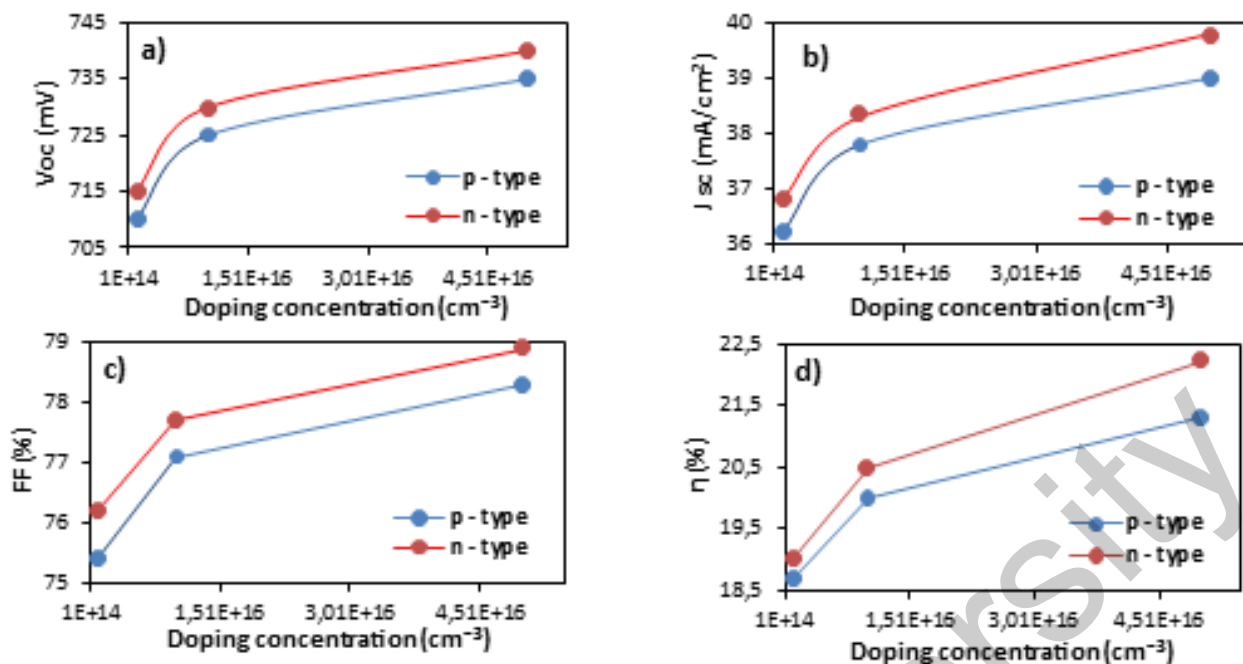 a)
Voc (mV)
745
735
725
715
705
p - type
n - type
1E+14
1,51E+16
3,01E+16
4,51E+16
Doping concentration (cm⁻³)
b)
J sc (mA/cm²)
40
39
38
37
36
p - type
n - type
1E+14
1,51E+16
3,01E+16
4,51E+16
Doping concentration (cm⁻³)
c)
FF (%)
79
78
77
76
75
p - type
n - type
1E+14
1,51E+16
3,01E+16
4,51E+16
Doping concentration (cm⁻³)
d)
η (%)
22,5
21,5
20,5
19,5
18,5
p - type
n - type
1E+14
1,51E+16
3,01E+16
4,51E+16
Doping concentration (cm⁻³)
ersity